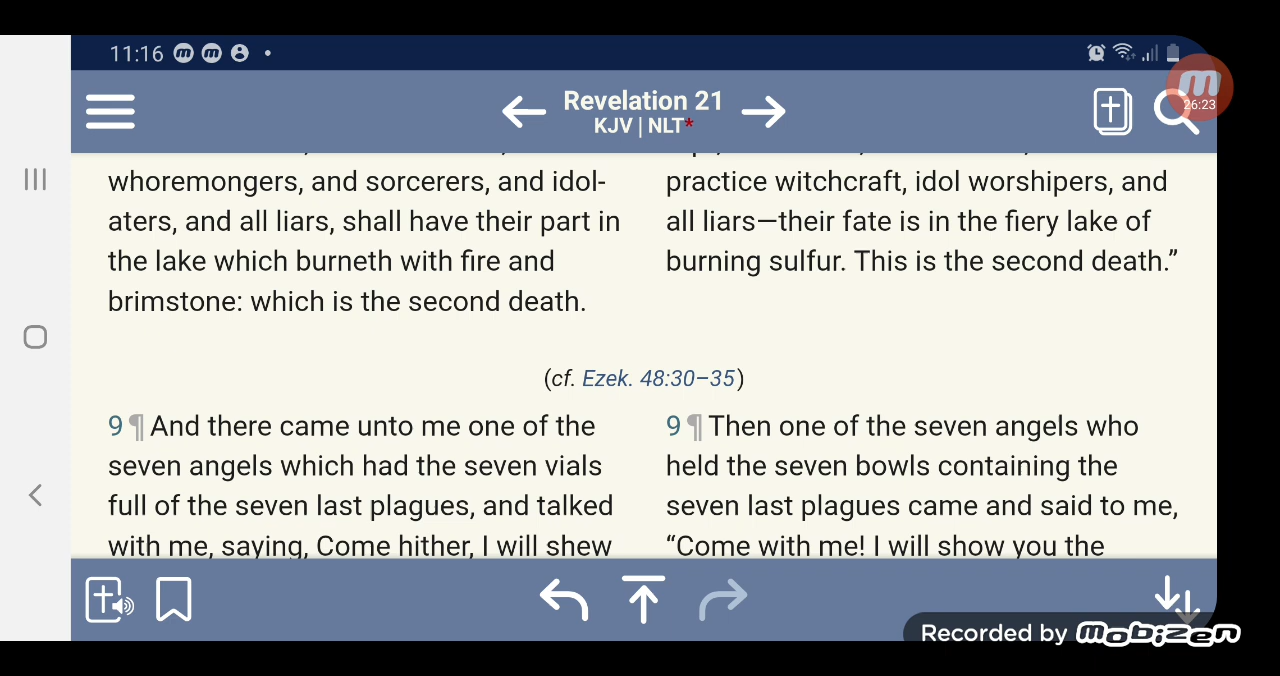 11:16
Revelation 21
KJV | NLT*
26:23
whoremongers, and sorcerers, and idol-
aters, and all liars, shall have their part in
the lake which burneth with fire and
brimstone: which is the second death.
practice witchcraft, idol worshipers, and
all liars—their fate is in the fiery lake of
burning sulfur. This is the second death.”
(cf. Ezek. 48:30–35)
9 ¶ And there came unto me one of the
seven angels which had the seven vials
full of the seven last plagues, and talked
with me, saying, Come hither, I will shew
9 ¶ Then one of the seven angels who
held the seven bowls containing the
seven last plagues came and said to me,
“Come with me! I will show you the
Recorded by mobizen